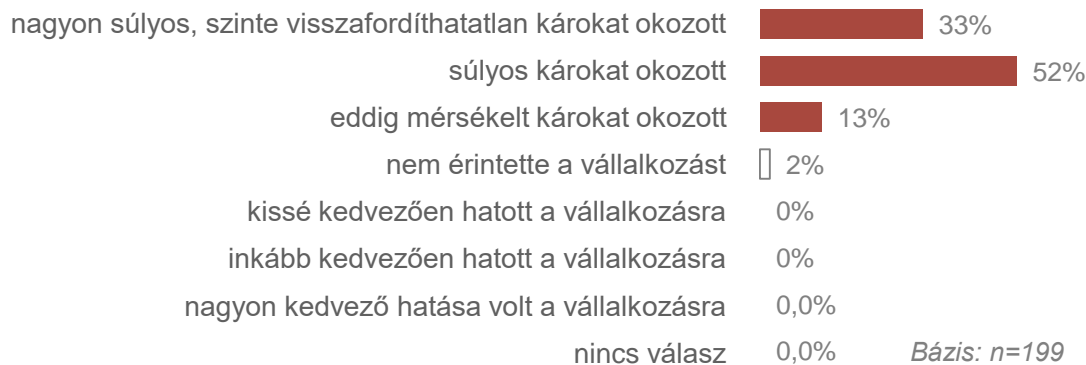 nagyon súlyos, szinte visszafordíthatatlan károkat okozott 33%
súlyos károkat okozott 52%
eddig mérsékelt károkat okozott 13%
nem érintette a vállalkozást 2%
kissé kedvezően hatott a vállalkozásra 0%
inkább kedvezően hatott a vállalkozásra 0%
nagyon kedvező hatása volt a vállalkozásra 0,0%
nincs válasz 0,0% Bázis: n=199